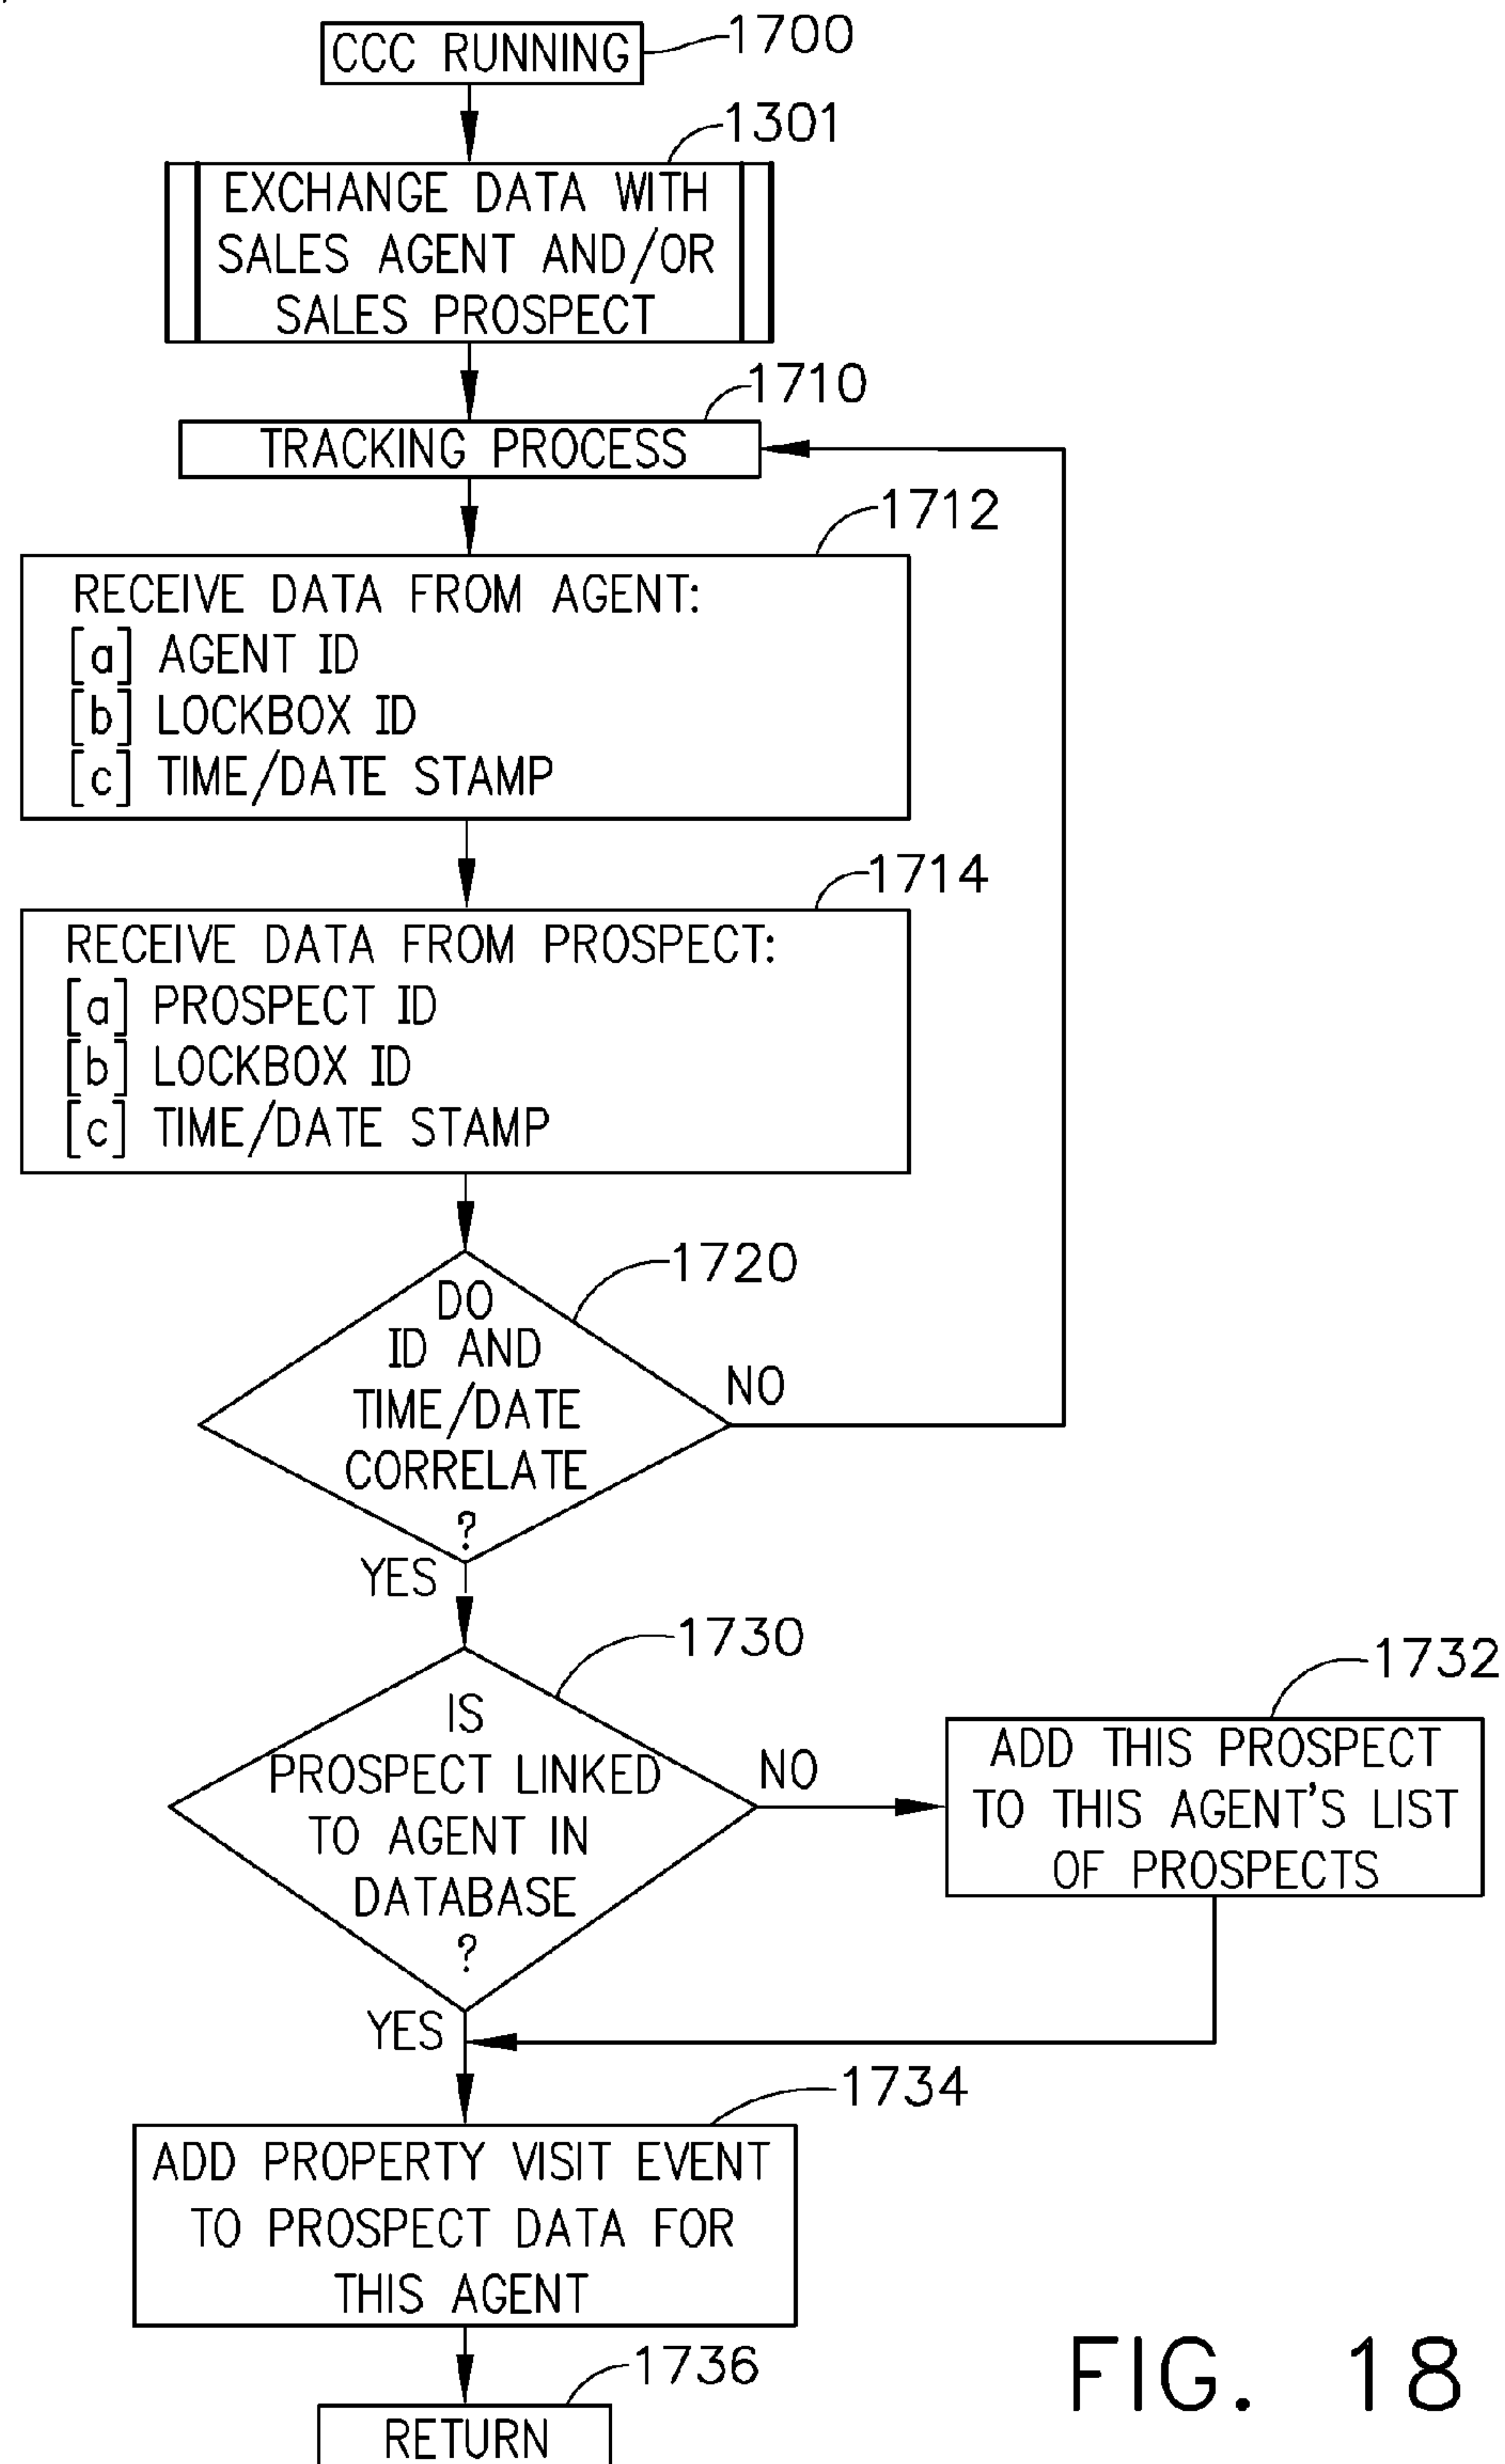 CCC RUNNING
1700
1301
EXCHANGE DATA WITH
SALES AGENT AND/OR
SALES PROSPECT
1710
TRACKING PROCESS
1712
RECEIVE DATA FROM AGENT:
[a] AGENT ID
[b] LOCKBOX ID
[c] TIME/DATE STAMP
1714
RECEIVE DATA FROM PROSPECT:
[a] PROSPECT ID
[b] LOCKBOX ID
[c] TIME/DATE STAMP
1720
DO
ID AND
TIME/DATE
CORRELATE
?
NO
YES
1730
IS
PROSPECT LINKED
TO AGENT IN
DATABASE
?
NO
1732
ADD THIS PROSPECT
TO THIS AGENT'S LIST
OF PROSPECTS
YES
1734
ADD PROPERTY VISIT EVENT
TO PROSPECT DATA FOR
THIS AGENT
1736
RETURN
FIG. 18